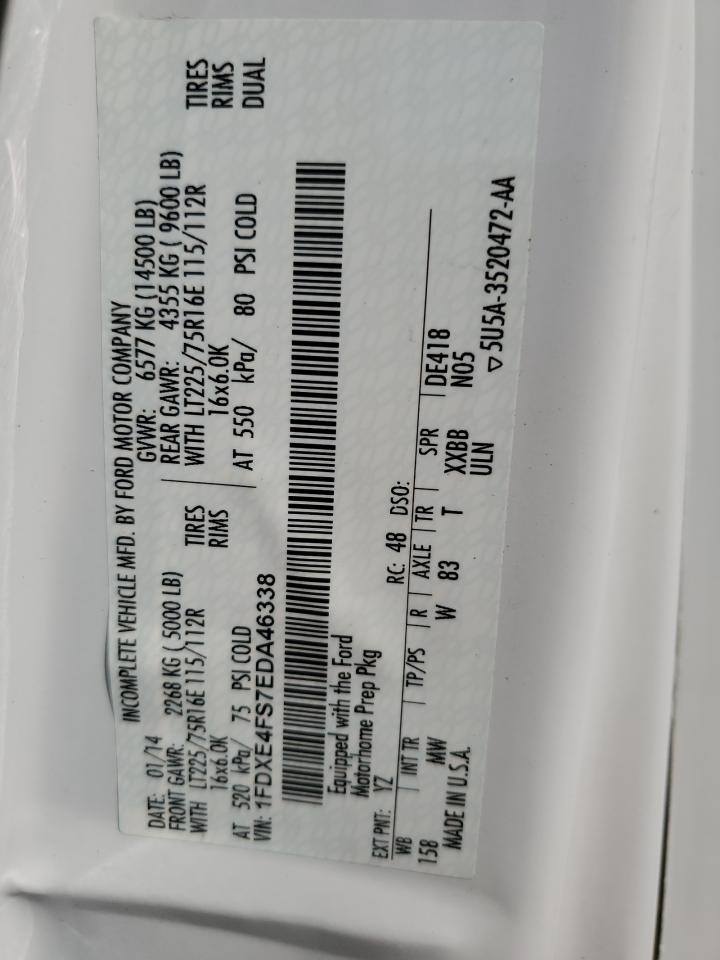 INCOMPLETE VEHICLE MFD. BY FORD MOTOR COMPANY
DATE: 01/14 GVWR: 6577 KG (14500 LB)
FRONT GAWR: 2268 KG ( 5000 LB) REAR GAWR: 4355 KG ( 9600 LB)
WITH LT225/75R16E 115/112R TIRES WITH LT225/75R16E 115/112R TIRES
16x6.0K RIMS 16x6.0K RIMS
AT 520 kPa/ 75 PSI COLD AT 550 kPa/ 80 PSI COLD DUAL
VIN: 1FDXE4FS7EDA46338
Equipped with the Ford
Motorhome Prep Pkg
EXT PNT: YZ RC: 48 DSO:
WB INT TR TP/PS R AXLE TR SPR
158 MW W 83 T XXBB DE418
ULN N05
MADE IN U.S.A. ▽5U5A-3520472-AA